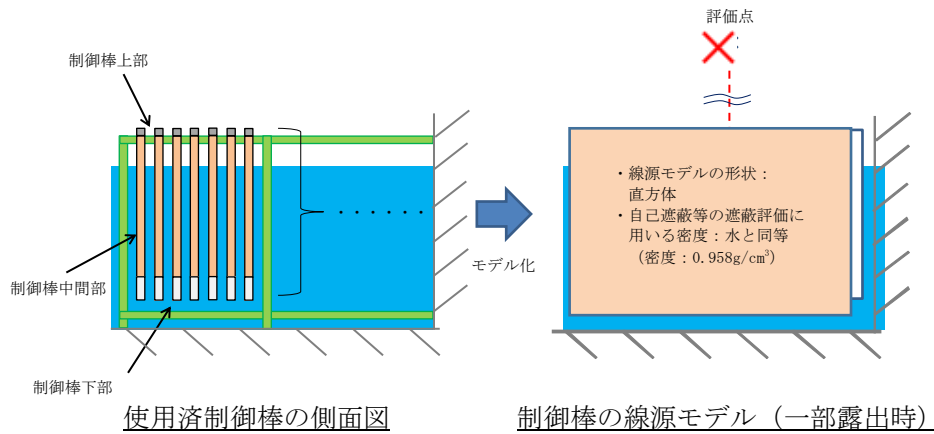 評価点
制御棒上部
・線源モデルの形状：
直方体
・自己遮蔽等の遮蔽評価に
用いる密度：水と同等
（密度：0.958g/cm³）
モデル化
制御棒中間部
制御棒下部
使用済制御棒の側面図
制御棒の線源モデル（一部露出時）